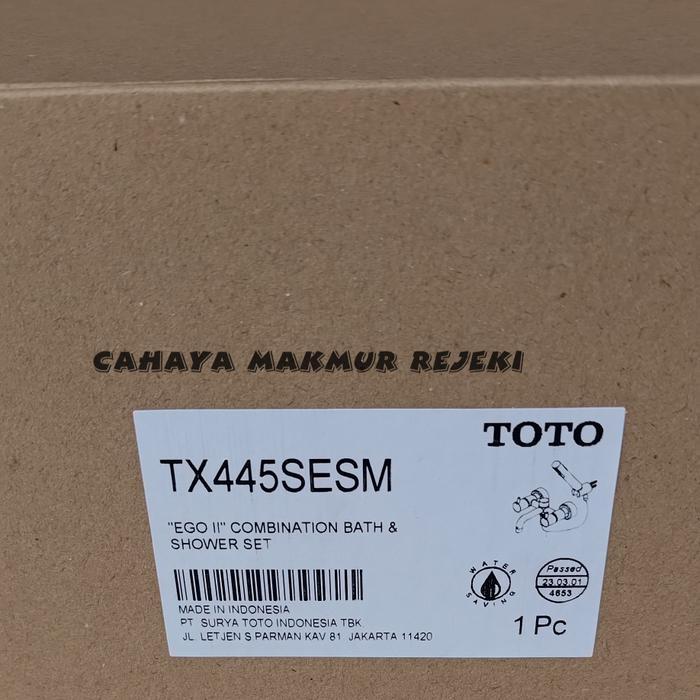 CAHAYA MAKMUR REJEKI
TOTO
TX445SESM
"EGO II" COMBINATION BATH &
SHOWER SET
WATER
SAVING
Passed
23.03.01
4653
MADE IN INDONESIA
PT. SURYA TOTO INDONESIA TBK.
JL. LETJEN S PARMAN KAV 81. JAKARTA 11420
1 Pc